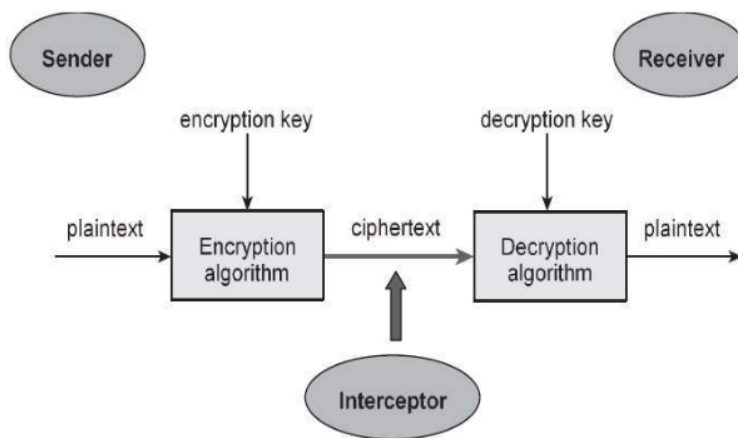 Sender
Receiver
encryption key
decryption key
plaintext
Encryption
algorithm
ciphertext
Decryption
algorithm
plaintext
Interceptor